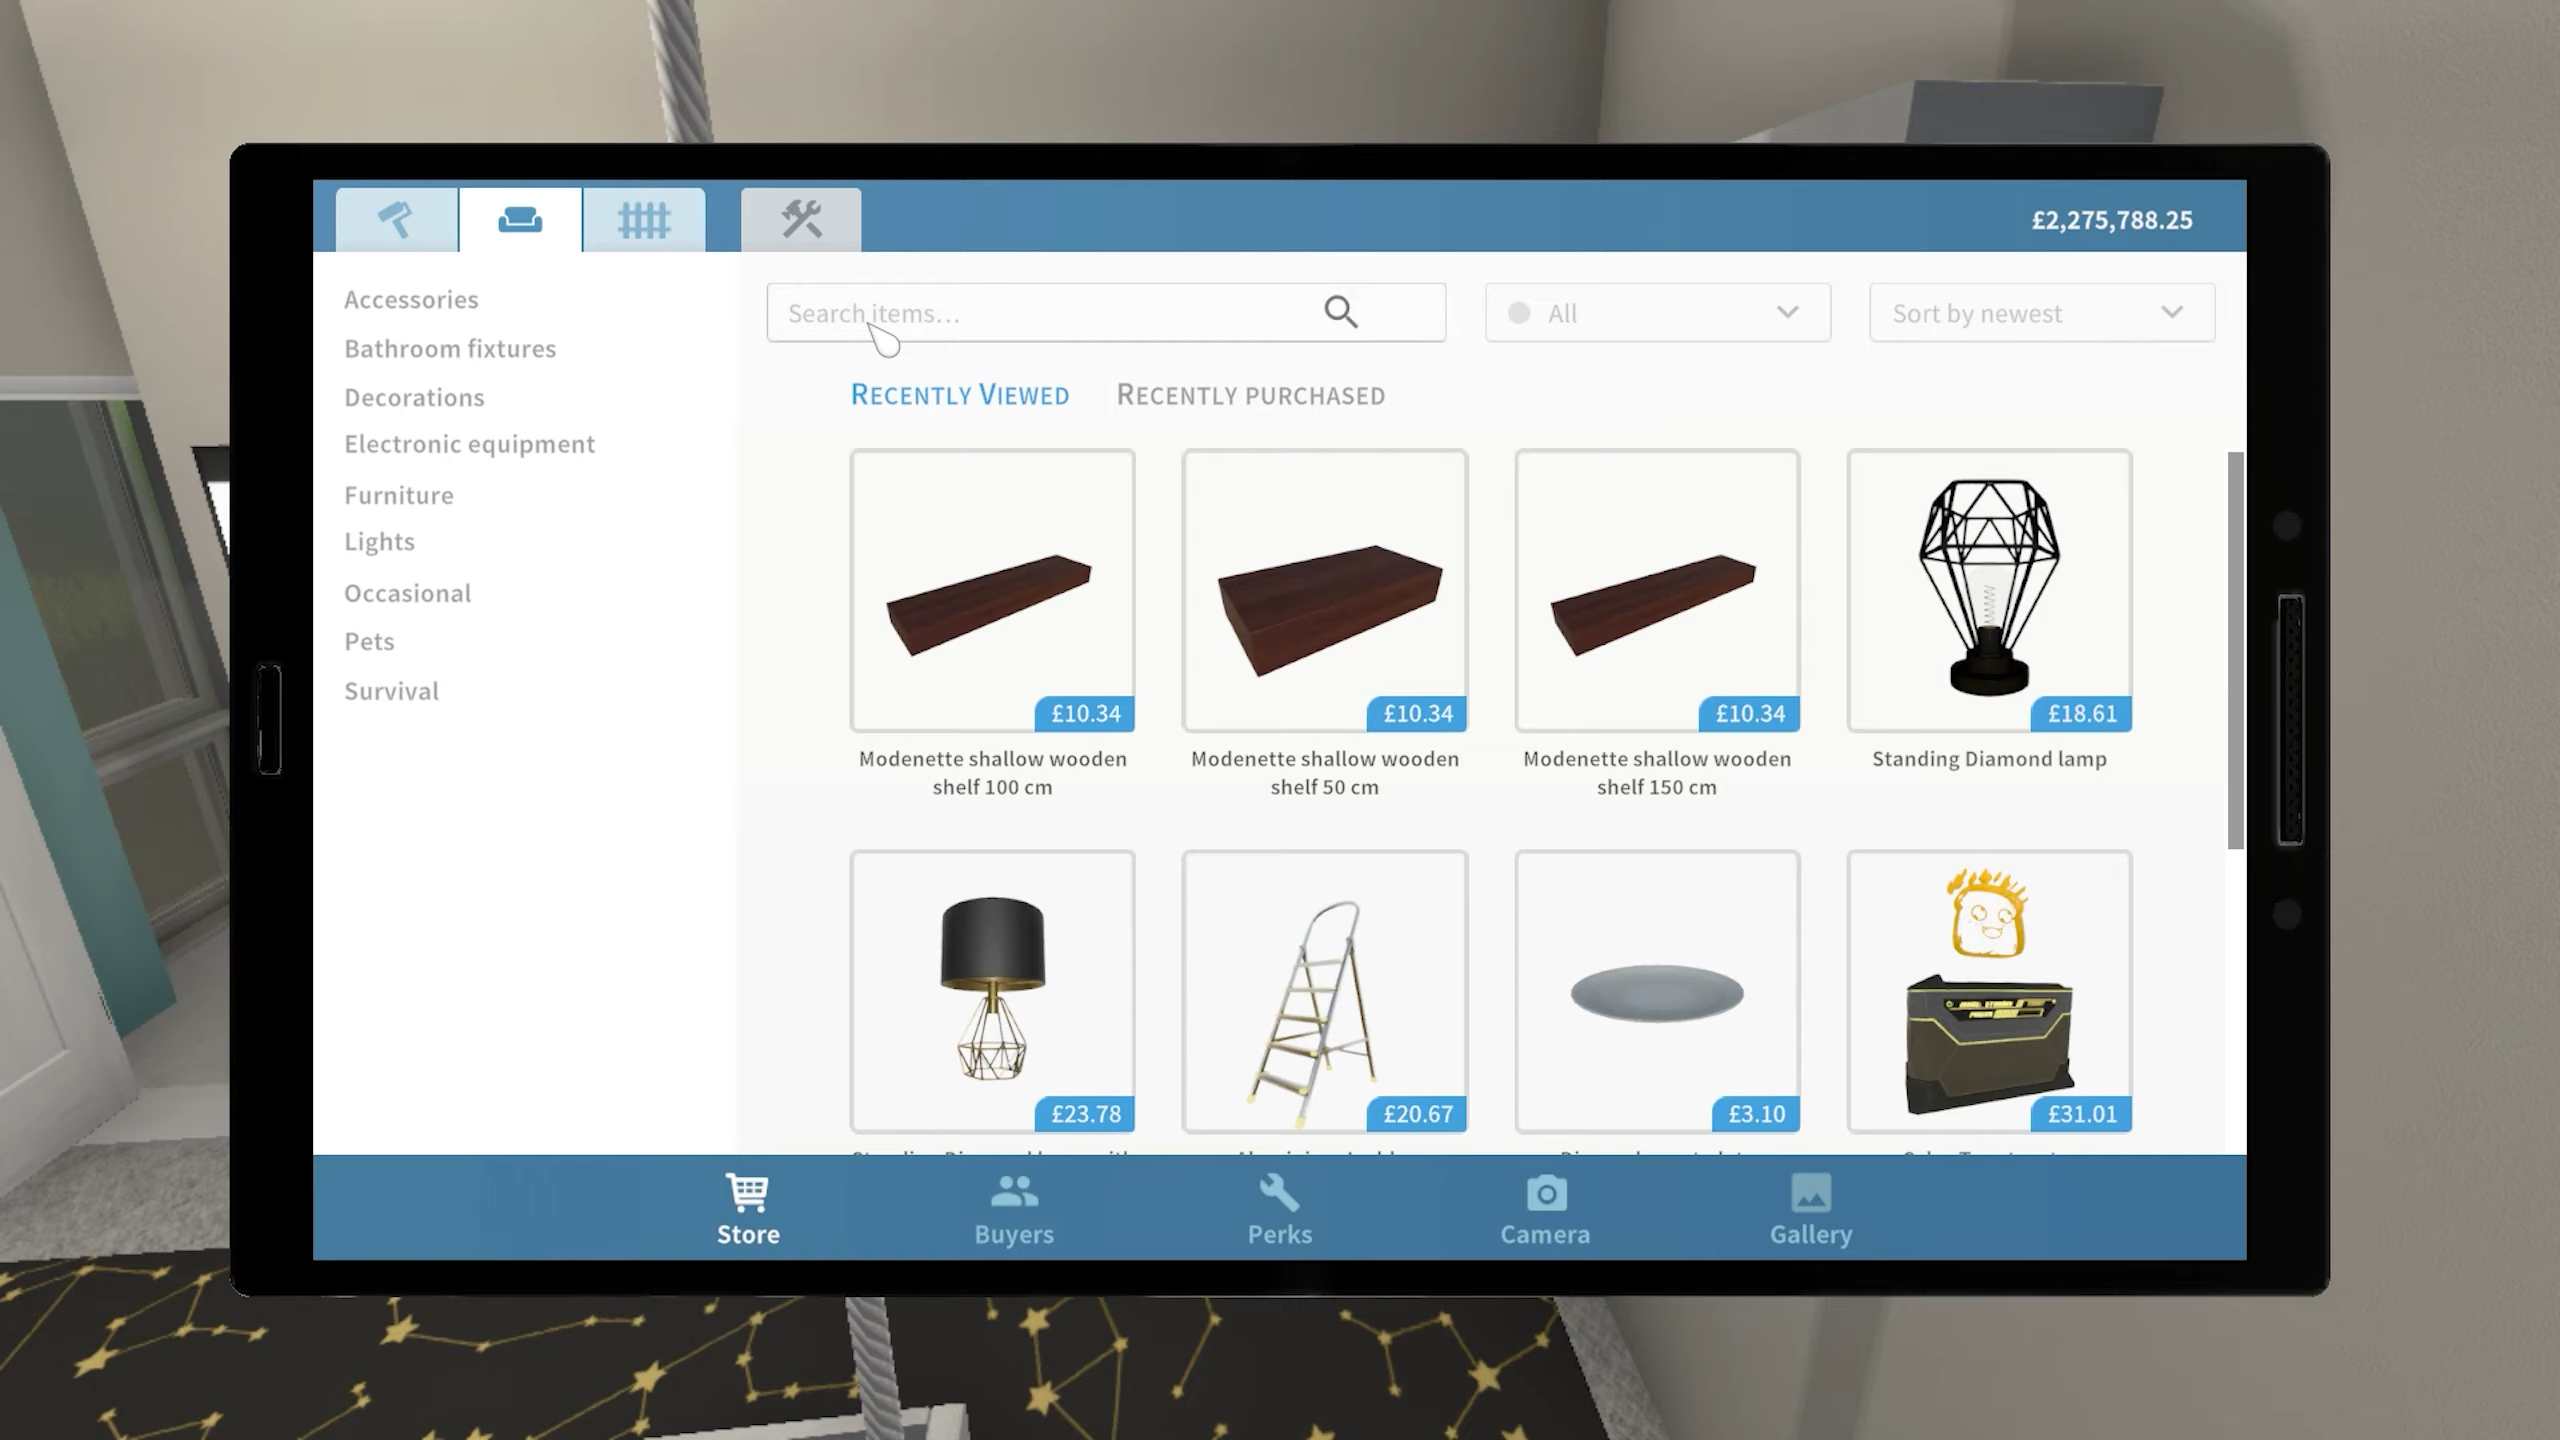 £2,275,788.25
Accessories
Bathroom fixtures
Decorations
Electronic equipment
Furniture
Lights
Occasional
Pets
Survival
Search items...
All
Sort by newest
RECENTLY VIEWED
RECENTLY PURCHASED
£10.34
£10.34
£10.34
£18.61
Modenette shallow wooden
shelf 100 cm
Modenette shallow wooden
shelf 50 cm
Modenette shallow wooden
shelf 150 cm
Standing Diamond lamp
£23.78
£20.67
£3.10
£31.01
Store
Buyers
Perks
Camera
Gallery